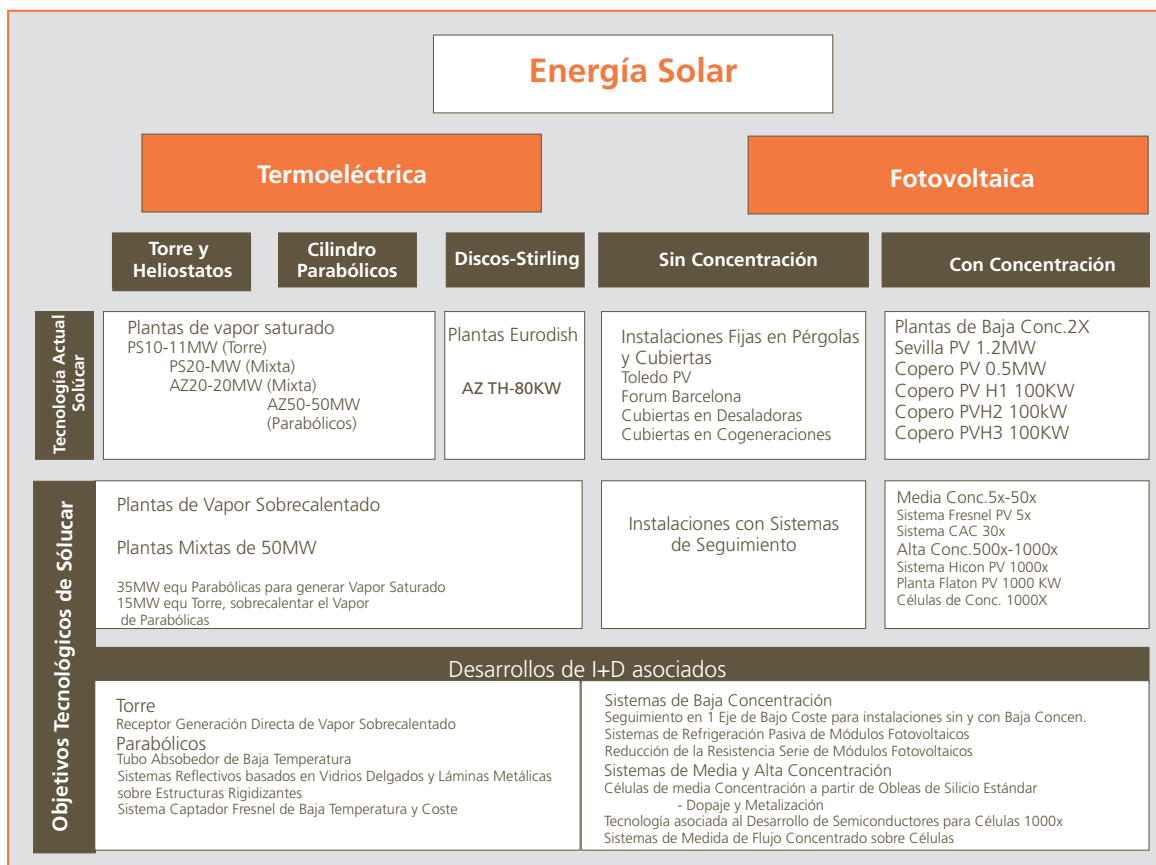 Energía Solar
Termoeléctrica
Fotovoltaica
Torre y
Heliostatos
Cilindro
Parabólicos
Discos-Stirling
Sin Concentración
Con Concentración
Tecnología Actual
Solúcar
Plantas de vapor saturado
PS10-11MW (Torre)
PS20-MW (Mixta)
AZ20-20MW (Mixta)
AZ50-50MW
(Parabólicos)
Plantas Eurodish
AZ TH-80KW
Instalaciones Fijas en Pérgolas
y Cubiertas
Toledo PV
Forum Barcelona
Cubiertas en Desaladoras
Cubiertas en Cogeneraciones
Plantas de Baja Conc.2X
Sevilla PV 1.2MW
Copero PV 0.5MW
Copero PV H1 100KW
Copero PVH2 100kW
Copero PVH3 100KW
Objetivos Tecnológicos de Sólucar
Plantas de Vapor Sobrecalentado
Plantas Mixtas de 50MW
35MW equ Parabólicas para generar Vapor Saturado
15MW equ Torre, sobrecalentar el Vapor
de Parabólicas
Instalaciones con Sistemas
de Seguimiento
Media Conc.5x-50x
Sistema Fresnel PV 5x
Sistema CAC 30x
Alta Conc.500x-1000x
Sistema Hicon PV 1000x
Planta Flaton PV 1000 KW
Células de Conc. 1000X
Desarrollos de I+D asociados
Torre
Receptor Generación Directa de Vapor Sobrecalentado
Parabólicos
Tubo Absobedor de Baja Temperatura
Sistemas Reflectivos basados en Vidrios Delgados y Láminas Metálicas
sobre Estructuras Rigidizantes
Sistema Captador Fresnel de Baja Temperatura y Coste
Sistemas de Baja Concentración
Seguimiento en 1 Eje de Bajo Coste para instalaciones sin y con Baja Concen.
Sistemas de Refrigeración Pasiva de Módulos Fotovoltaicos
Reducción de la Resistencia Serie de Módulos Fotovoltaicos
Sistemas de Media y Alta Concentración
Células de media Concentración a partir de Obleas de Silicio Estándar
- Dopaje y Metalización
Tecnología asociada al Desarrollo de Semiconductores para Células 1000x
Sistemas de Medida de Flujo Concentrado sobre Células